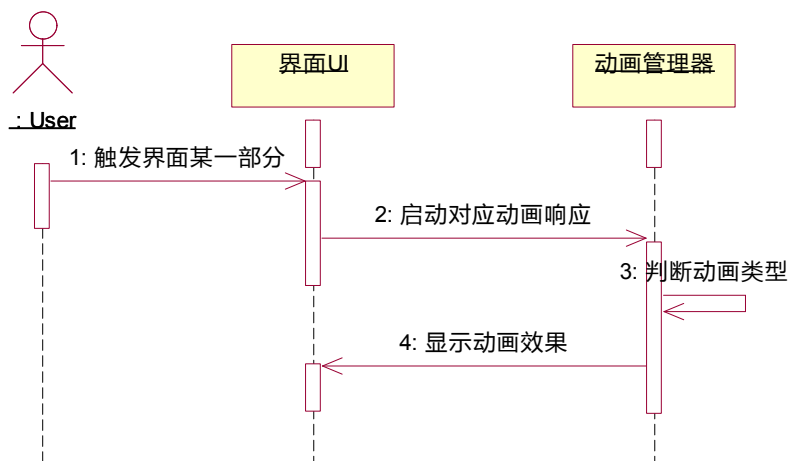 界面UI
动画管理器
: User
1: 触发界面某一部分
2: 启动对应动画响应
3: 判断动画类型
4: 显示动画效果